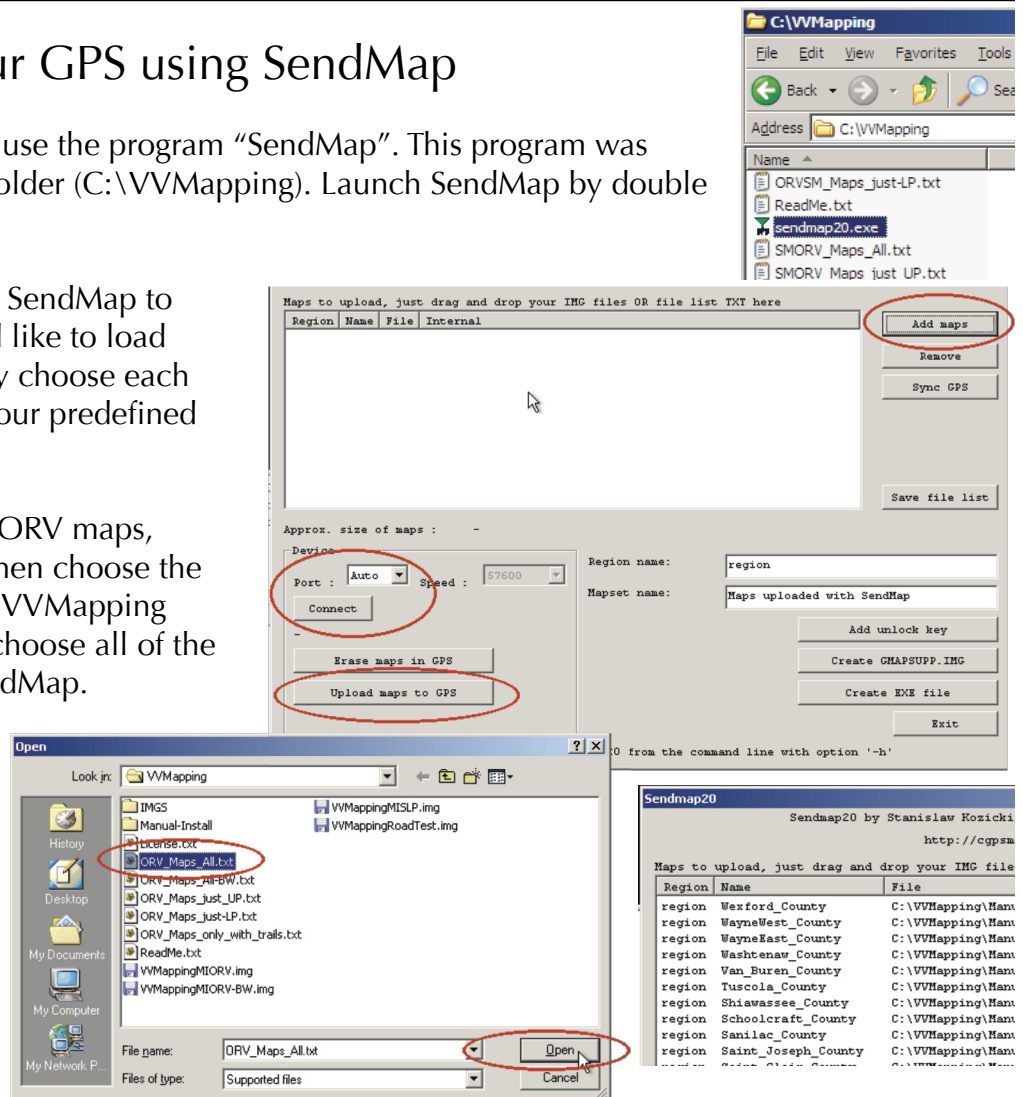 ur GPS using SendMap
use the program “SendMap”. This program was
older (C:\VVMapping). Launch SendMap by double
SendMap to
like to load
y choose each
our predefined
ORV maps,
hen choose the
VVMapping
choose all of the
dMap.
C:\VVMapping
File Edit View Favorites Tools
Back Sea
Address C:\VVMapping
Name
ORVSM_Maps_just-LP.txt
ReadMe.txt
sendmap20.exe
SMORV_Maps_All.txt
SMORV_Maps_just_UP.txt
Maps to upload, just drag and drop your IMG files OR file list TXT here
Region Name File Internal
Add maps
Remove
Sync GPS
Save file list
Approx. size of maps : -
Device
Port : Auto Speed : 57600
Connect
-
Erase maps in GPS
Upload maps to GPS
Region name: region
Mapset name: Maps uploaded with SendMap
Add unlock key
Create GMAPSUPP.IMG
Create EXE file
Exit
from the command line with option '-h'
Open
Look in: VVMapping
History
Desktop
My Documents
My Computer
My Network P...
IMGS
Manual-Install
License.txt
ORV_Maps_All.txt
ORV_Maps_All-BW.txt
ORV_Maps_just_UP.txt
ORV_Maps_just-LP.txt
ORV_Maps_only_with_trails.txt
ReadMe.txt
VVMappingMIORV.img
VVMappingMIORV-BW.img
VVMappingMISLP.img
VVMappingRoadTest.img
File name: ORV_Maps_All.txt Open
Files of type: Supported files Cancel
Sendmap20
Sendmap20 by Stanislaw Kozicki
http://cgpsm
Maps to upload, just drag and drop your IMG file
Region Name File
region Wexford_County C:\VVMapping\Manu
region WayneWest_County C:\VVMapping\Manu
region WayneEast_County C:\VVMapping\Manu
region Washtenaw_County C:\VVMapping\Manu
region Van_Buren_County C:\VVMapping\Manu
region Tuscola_County C:\VVMapping\Manu
region Shiawassee_County C:\VVMapping\Manu
region Schoolcraft_County C:\VVMapping\Manu
region Sanilac_County C:\VVMapping\Manu
region Saint_Joseph_County C:\VVMapping\Manu